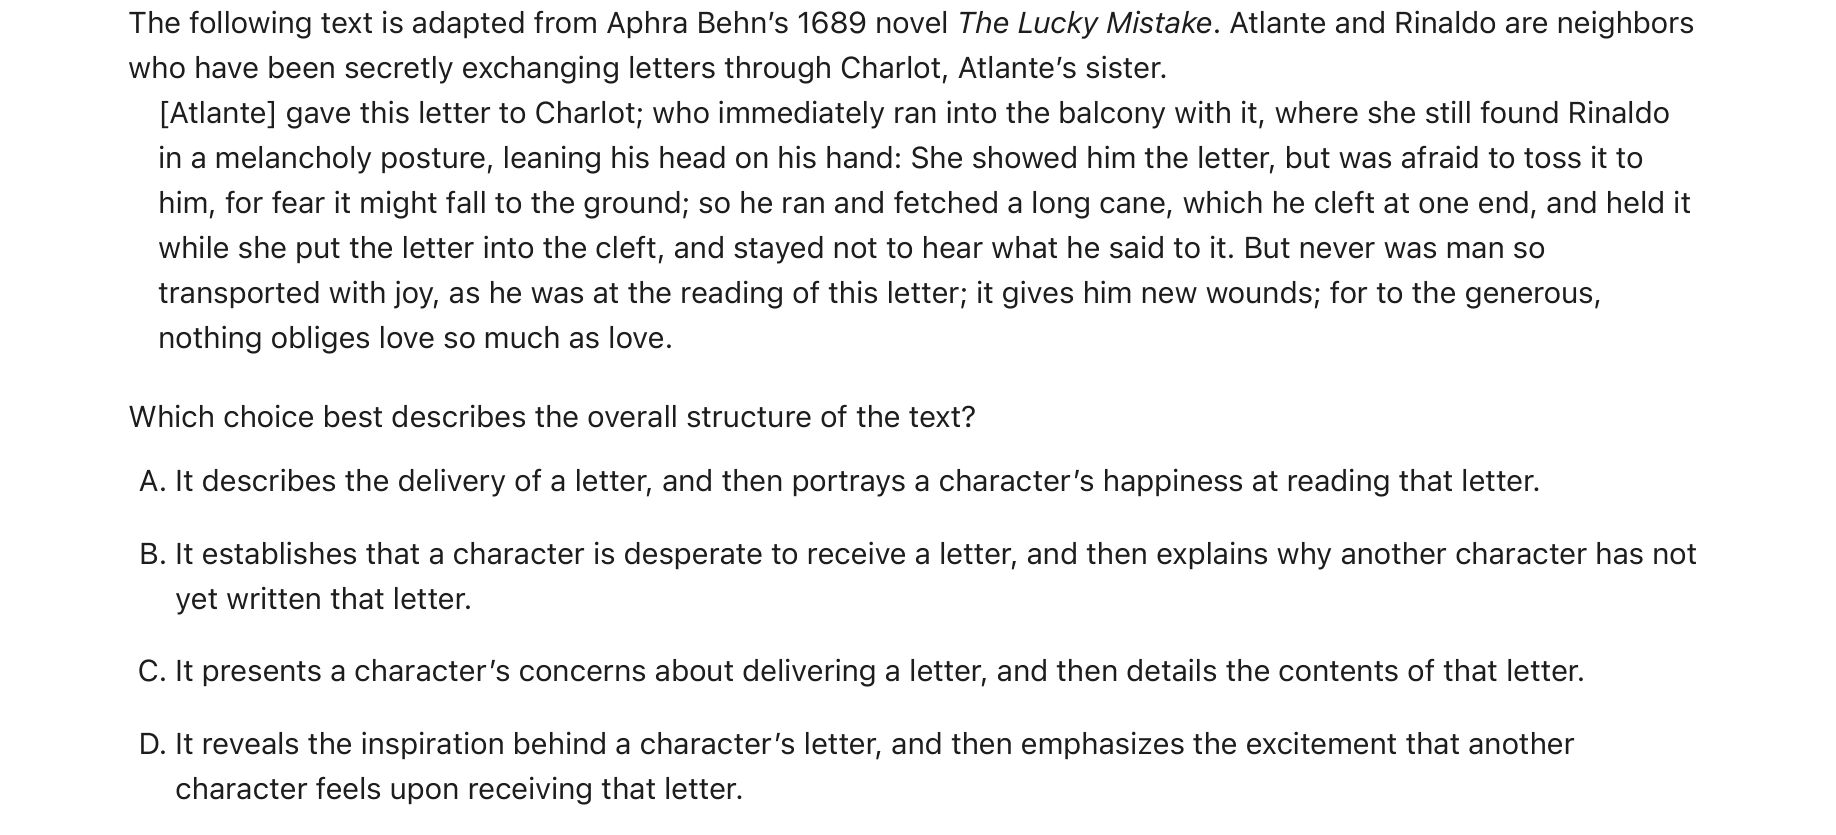 The following text is adapted from Aphra Behn’s 1689 novel The Lucky Mistake. Atlante and Rinaldo are neighbors
who have been secretly exchanging letters through Charlot, Atlante’s sister.
[Atlante] gave this letter to Charlot; who immediately ran into the balcony with it, where she still found Rinaldo
in a melancholy posture, leaning his head on his hand: She showed him the letter, but was afraid to toss it to
him, for fear it might fall to the ground; so he ran and fetched a long cane, which he cleft at one end, and held it
while she put the letter into the cleft, and stayed not to hear what he said to it. But never was man so
transported with joy, as he was at the reading of this letter; it gives him new wounds; for to the generous,
nothing obliges love so much as love.
Which choice best describes the overall structure of the text?
A. It describes the delivery of a letter, and then portrays a character’s happiness at reading that letter.
B. It establishes that a character is desperate to receive a letter, and then explains why another character has not
yet written that letter.
C. It presents a character’s concerns about delivering a letter, and then details the contents of that letter.
D. It reveals the inspiration behind a character’s letter, and then emphasizes the excitement that another
character feels upon receiving that letter.